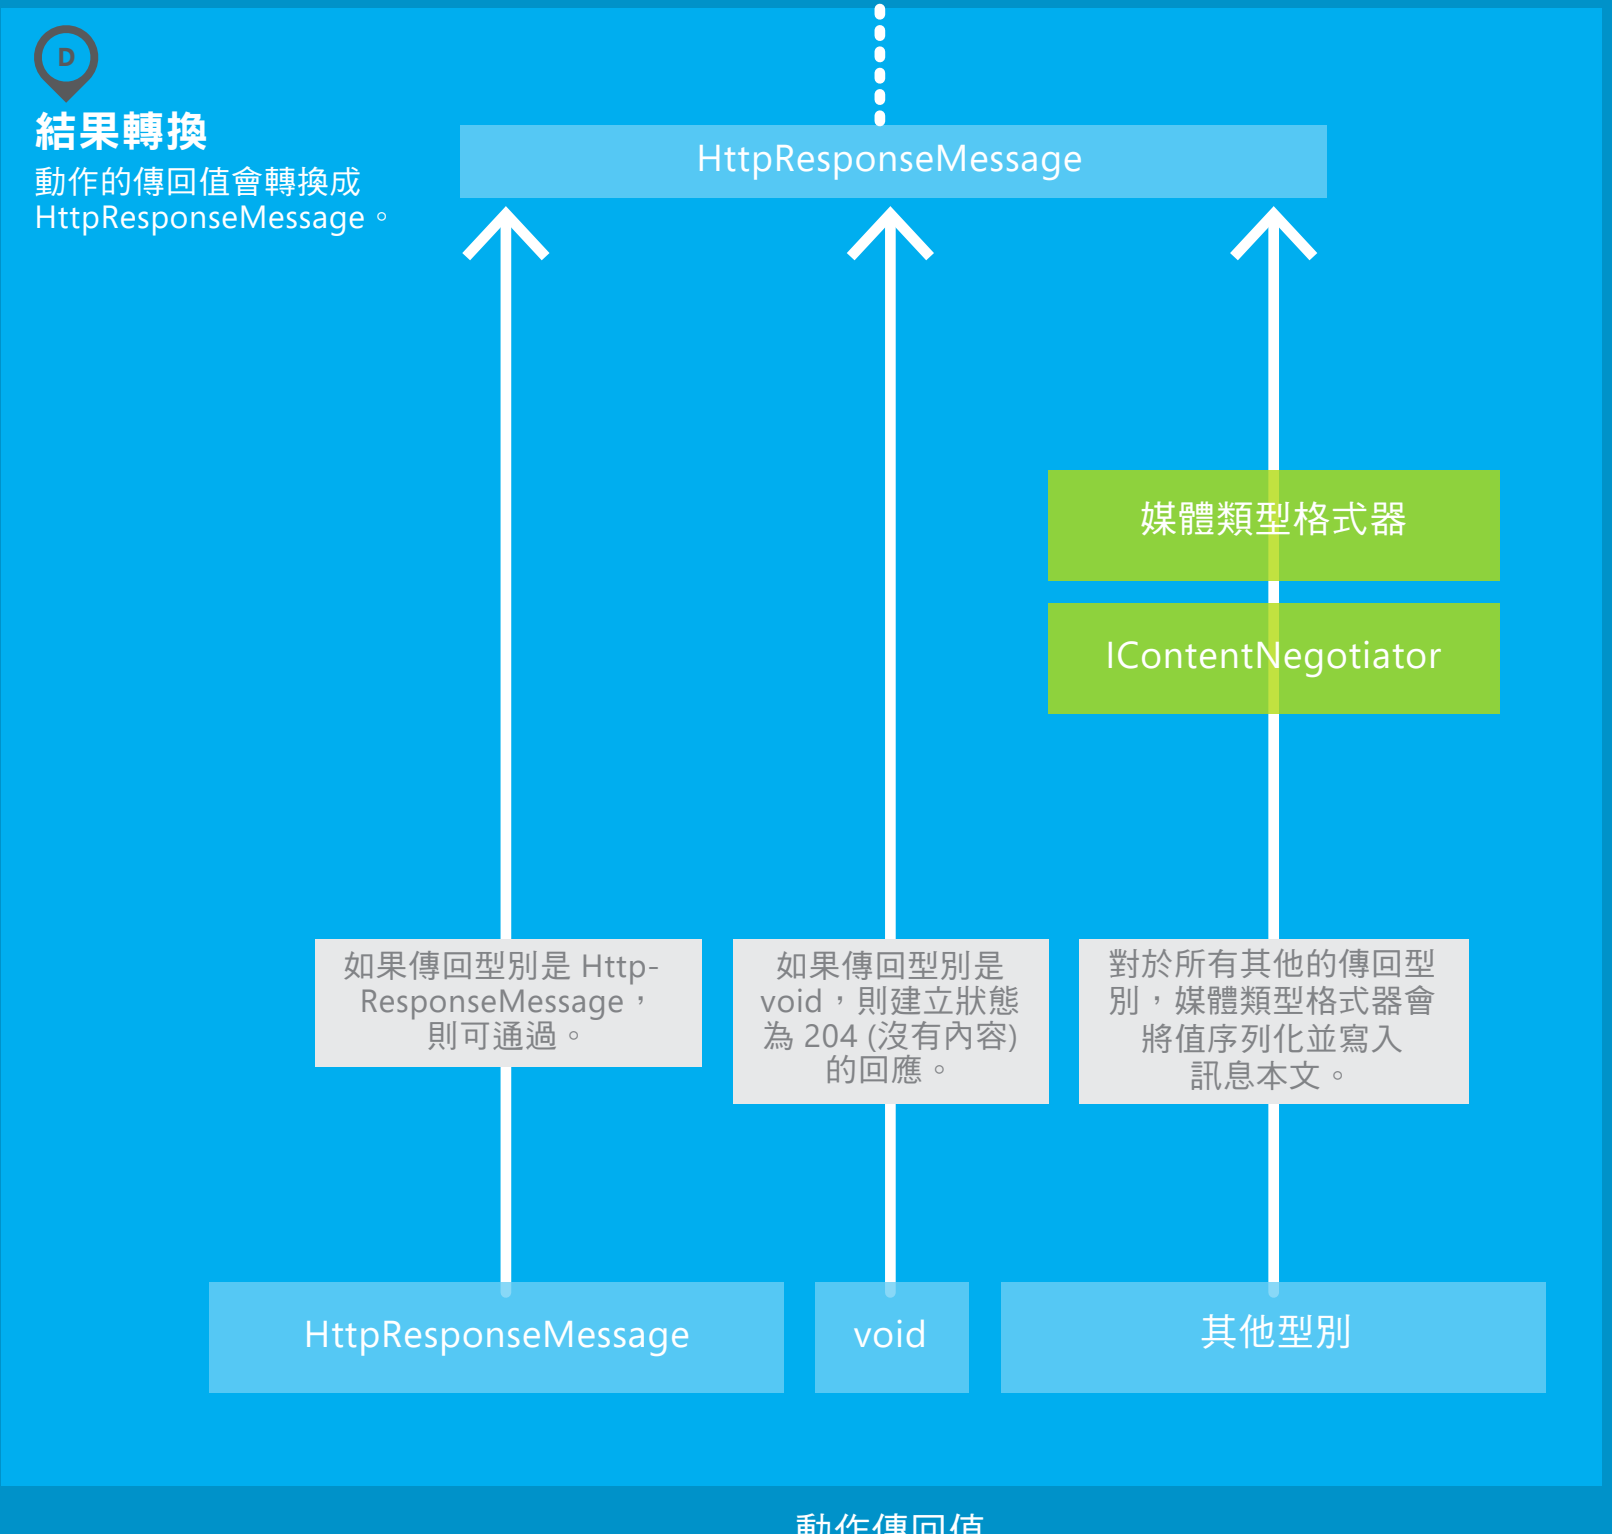 D
結果轉換
動作的傳回值會轉換成
HttpResponseMessage。
HttpResponseMessage
媒體類型格式器
IContentNegotiator
如果傳回型別是 Http-
ResponseMessage，
則可通過。
如果傳回型別是
void，則建立狀態
為 204 (沒有內容)
的回應。
對於所有其他的傳回型
別，媒體類型格式器會
將值序列化並寫入
訊息本文。
HttpResponseMessage
void
其他型別
動作傳回值